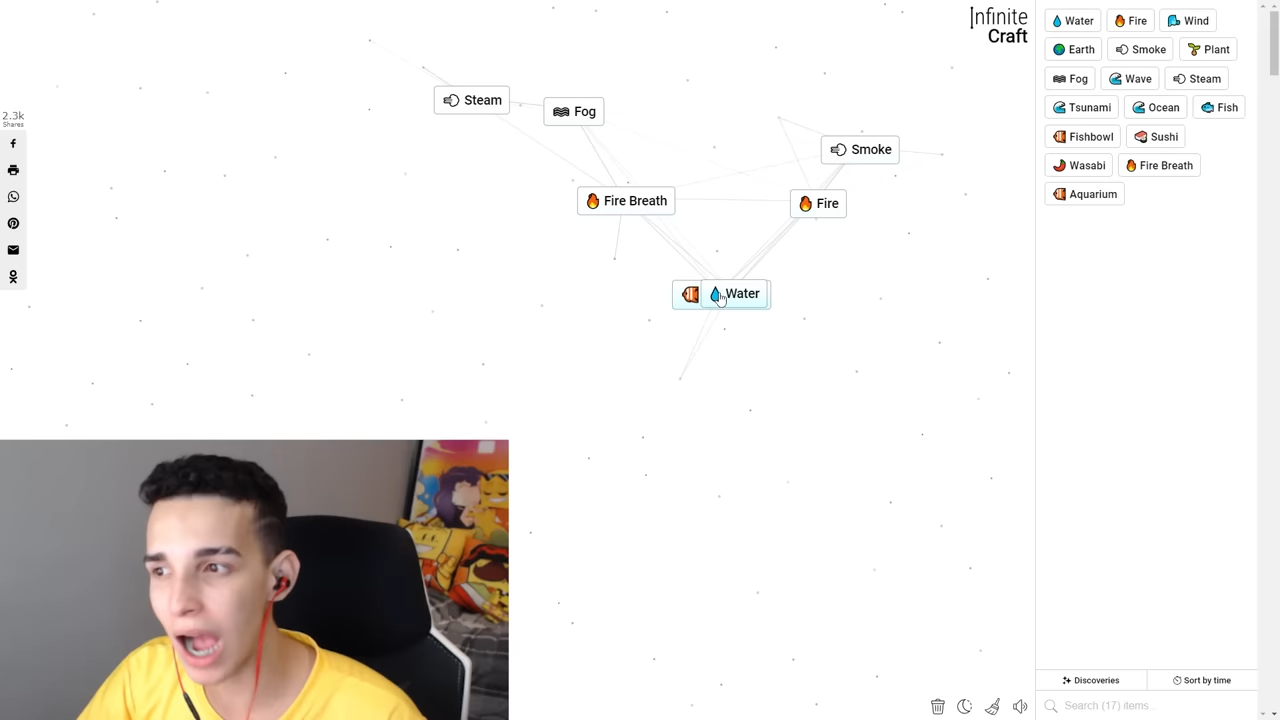 Infinite
Craft
2.3k
Shares
Steam
Fog
Smoke
Fire Breath
Fire
Water
Water
Fire
Wind
Earth
Smoke
Plant
Fog
Wave
Steam
Tsunami
Ocean
Fish
Fishbowl
Sushi
Wasabi
Fire Breath
Aquarium
Discoveries
Sort by time
Search (17) items...